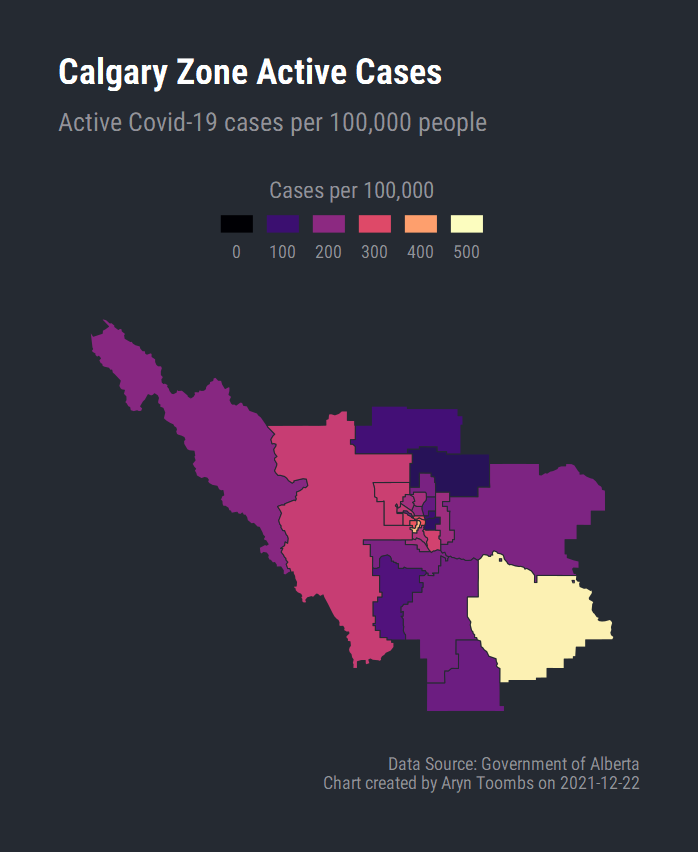 Calgary Zone Active Cases
Active Covid-19 cases per 100,000 people
Cases per 100,000
0 100 200 300 400 500
Data Source: Government of Alberta
Chart created by Aryn Toombs on 2021-12-22